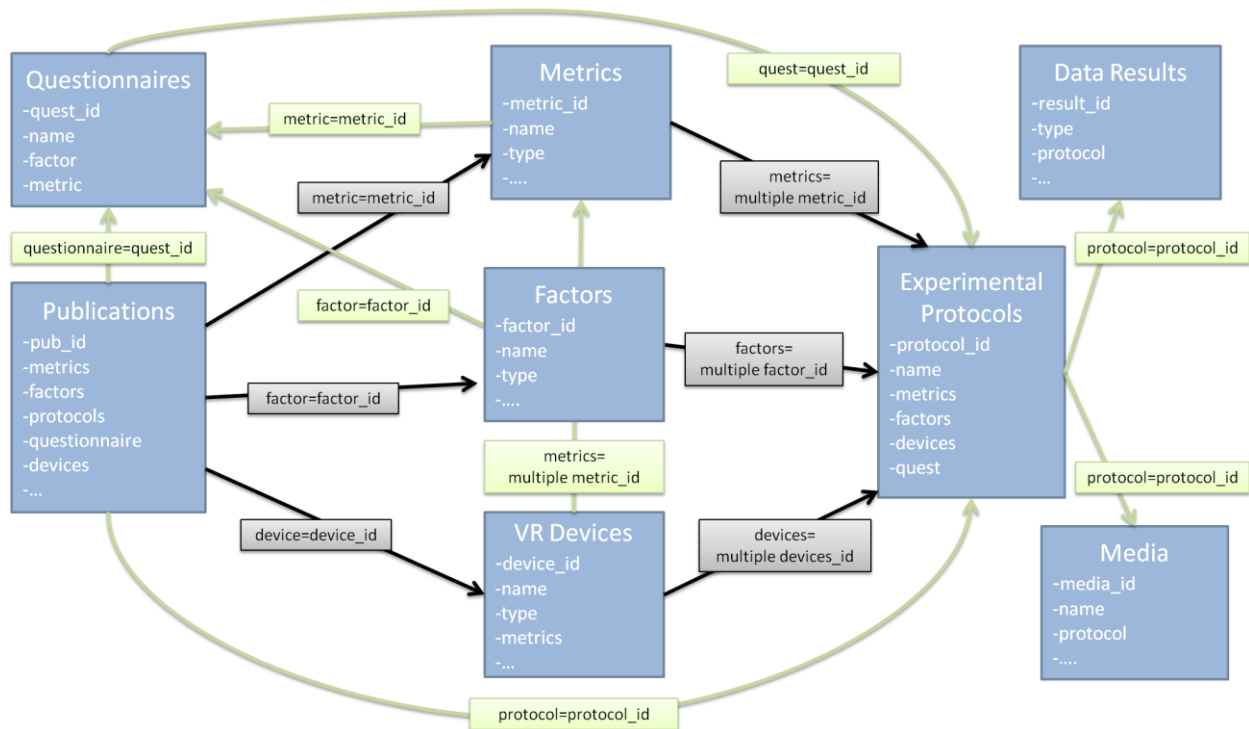 Questionnaires
-quest_id
-name
-factor
-metric
Metrics
-metric_id
-name
-type
-....
Data Results
-result_id
-type
-protocol
-...
quest=quest_id
metric=metric_id
metric=metric_id
metrics=
multiple metric_id
questionnaire=quest_id
protocol=protocol_id
Publications
-pub_id
-metrics
-factors
-protocols
-questionnaire
-devices
-...
factor=factor_id
Factors
-factor_id
-name
-type
-....
factors=
multiple factor_id
Experimental
Protocols
-protocol_id
-name
-metrics
-factors
-devices
-quest
factor=factor_id
metrics=
multiple metric_id
protocol=protocol_id
device=device_id
VR Devices
-device_id
-name
-type
-metrics
-...
devices=
multiple devices_id
Media
-media_id
-name
-protocol
-....
protocol=protocol_id